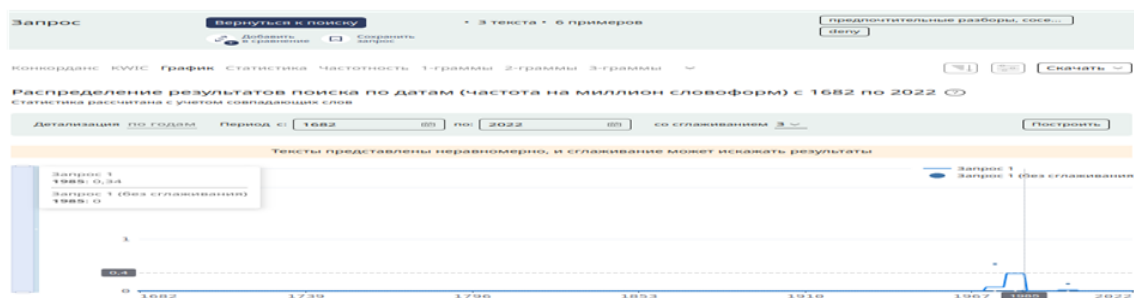 Запрос
Вернуться к поиску
• 3 текста • 6 примеров
предпочтительные разборы, сосе...
deny
Добавить в сравнение
Сохранить запрос
Конкорданс KWIC График Статистика Частотность 1-граммы 2-граммы 3-граммы
Скачать
Распределение результатов поиска по датам (частота на миллион словоформ) с 1682 по 2022
Статистика рассчитана с учетом совпадающих слов
Детализация по годам Период с: 1682 по: 2022 со сглаживанием 3 Построить
Тексты представлены неравномерно, и сглаживание может искажать результаты
Запрос 1
1985: 0,34
Запрос 1 (без сглаживания)
1985: 0
Запрос 1
Запрос 1 (без сглаживания)
1
0,4
0
1682 1739 1796 1853 1910 1967 1985 2022